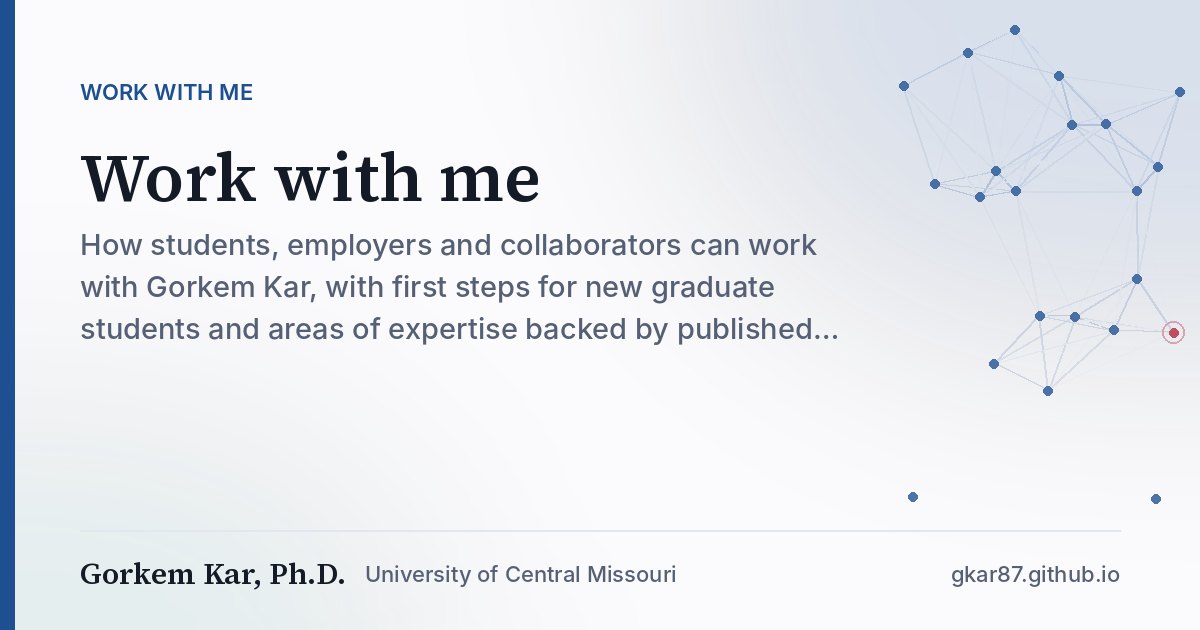 WORK WITH ME
Work with me
How students, employers and collaborators can work
with Gorkem Kar, with first steps for new graduate
students and areas of expertise backed by published...
Gorkem Kar, Ph.D. University of Central Missouri gkar87.github.io